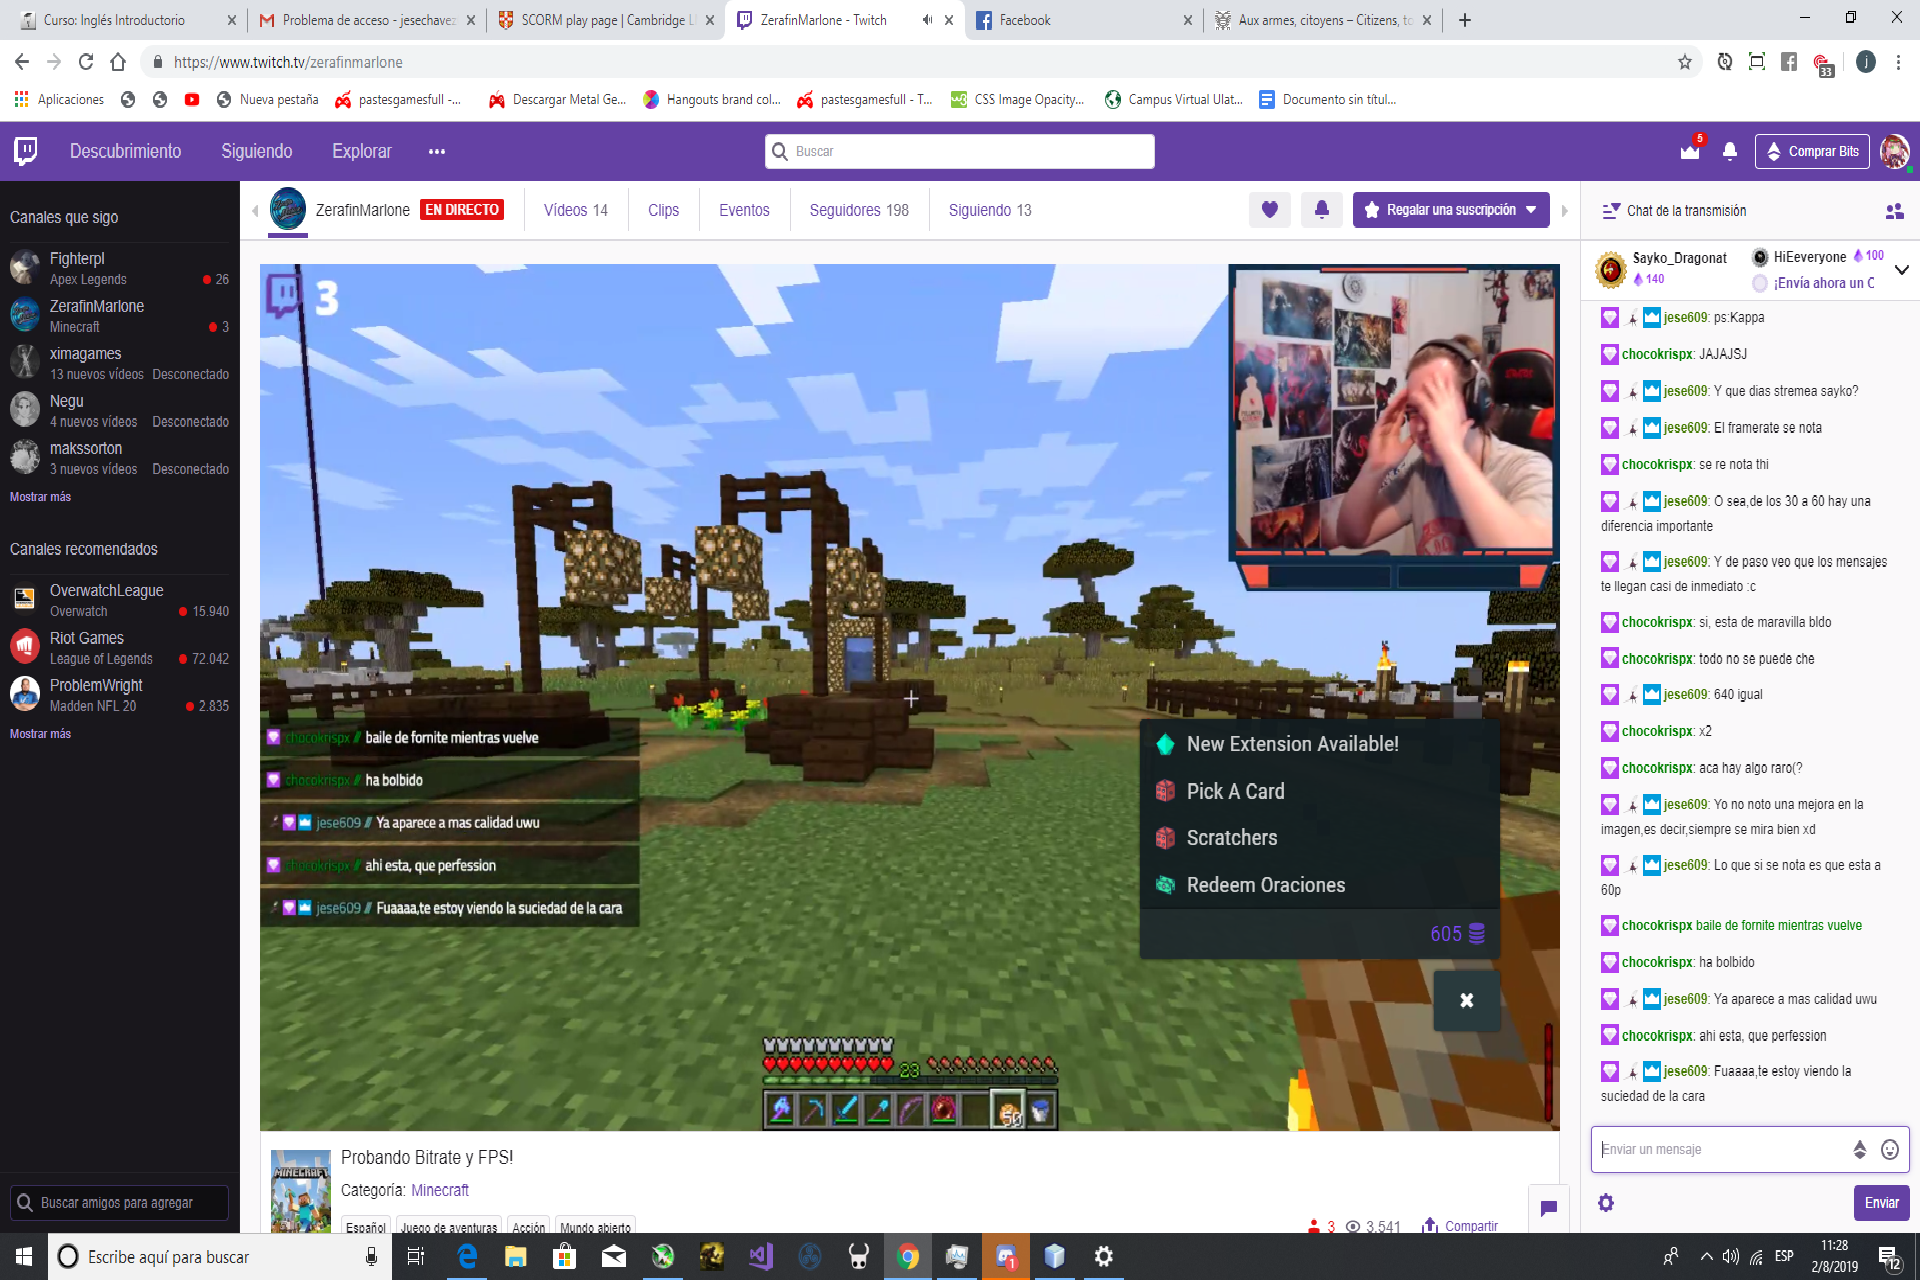 Curso: Inglés Introductorio
Problema de acceso - jesechavez
SCORM play page | Cambridge L
ZerafinMarlone - Twitch
Facebook
Aux armes, citoyens – Citizens, to
https://www.twitch.tv/zerafinmarlone
33
j
Aplicaciones
Nueva pestaña
pastesgamesfull -...
Descargar Metal Ge...
Hangouts brand col...
pastesgamesfull - T...
CSS Image Opacity...
Campus Virtual Ulat...
Documento sin títul...
Descubrimiento
Siguiendo
Explorar
Buscar
5
Comprar Bits
Canales que sigo
Fighterpl
Apex Legends
26
ZerafinMarlone
Minecraft
3
ximagames
13 nuevos vídeos Desconectado
Negu
4 nuevos vídeos Desconectado
makssorton
3 nuevos vídeos Desconectado
Mostrar más
Canales recomendados
OverwatchLeague
Overwatch
15.940
Riot Games
League of Legends
72.042
ProblemWright
Madden NFL 20
2.835
Mostrar más
Buscar amigos para agregar
ZerafinMarlone EN DIRECTO
Vídeos 14
Clips
Eventos
Seguidores 198
Siguiendo 13
Regalar una suscripción
3
chocokrispx // baile de fornite mientras vuelve
chocokrispx // ha bolbido
jese609 // Ya aparece a mas calidad uwu
chocokrispx // ahi esta, que perfession
jese609 // Fuaaaa,te estoy viendo la suciedad de la cara
New Extension Available!
Pick A Card
Scratchers
Redeem Oraciones
605
23
50
MINECRAFT
Probando Bitrate y FPS!
Categoría: Minecraft
Español
Juego de aventuras
Acción
Mundo abierto
3
3.541
Compartir
Chat de la transmisión
Sayko_Dragonat
140
HiEeveryone 100
¡Envía ahora un C
jese609: ps:Kappa
chocokrispx: JAJAJSJ
jese609: Y que dias stremea sayko?
jese609: El framerate se nota
chocokrispx: se re nota thi
jese609: O sea,de los 30 a 60 hay una
diferencia importante
jese609: Y de paso veo que los mensajes
te llegan casi de inmediato :c
chocokrispx: si, esta de maravilla bldo
chocokrispx: todo no se puede che
jese609: 640 igual
chocokrispx: x2
chocokrispx: aca hay algo raro(?
jese609: Yo no noto una mejora en la
imagen,es decir,siempre se mira bien xd
jese609: Lo que si se nota es que esta a
60p
chocokrispx baile de fornite mientras vuelve
chocokrispx: ha bolbido
jese609: Ya aparece a mas calidad uwu
chocokrispx: ahi esta, que perfession
jese609: Fuaaaa,te estoy viendo la
suciedad de la cara
Enviar un mensaje
Enviar
Escribe aquí para buscar
1
ESP
11:28
2/8/2019
12